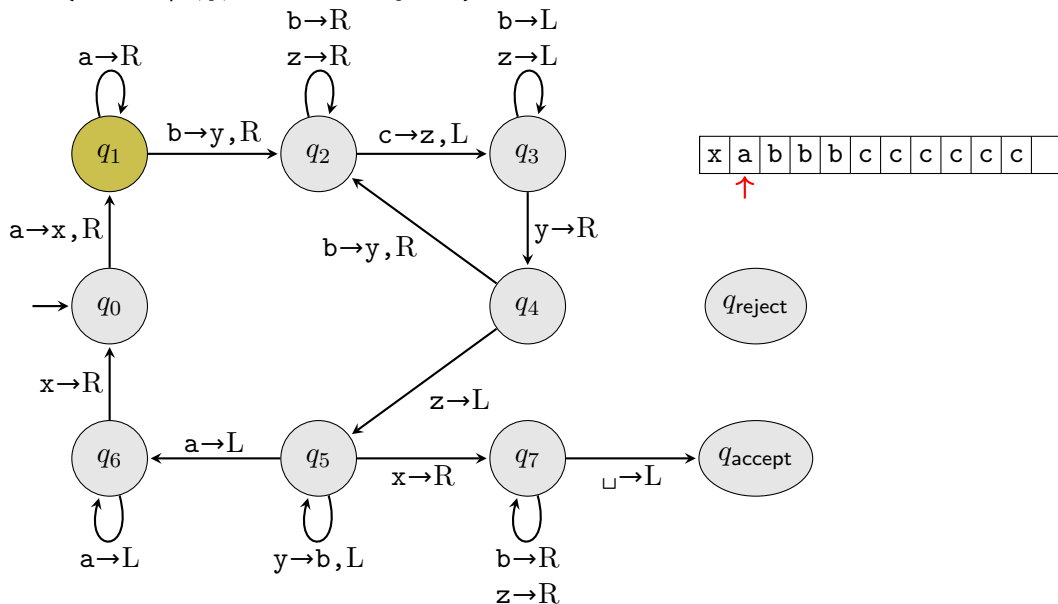 b→R
z→R
b→L
z→L
a→R
q1
b→y,R
q2
c→z,L
q3
x a b b b c c c c c c
a→x,R
b→y,R
y→R
q0
q4
qreject
x→R
z→L
q6
a→L
q5
x→R
q7
␣→L
qaccept
a→L
y→b,L
b→R
z→R